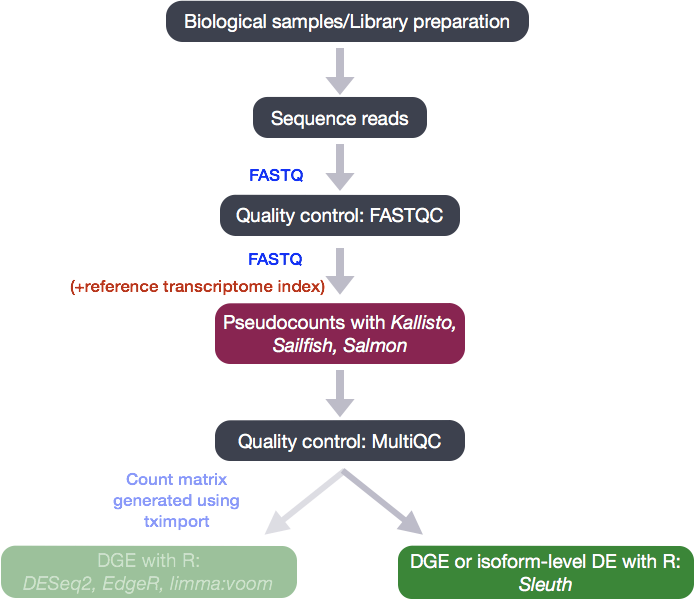 Biological samples/Library preparation
Sequence reads
FASTQ
Quality control: FASTQC
FASTQ
(+reference transcriptome index)
Pseudocounts with Kallisto,
Sailfish, Salmon
Quality control: MultiQC
Count matrix
generated using
tximport
DGE with R:
DESeq2, EdgeR, limma:voom
DGE or isoform-level DE with R:
Sleuth